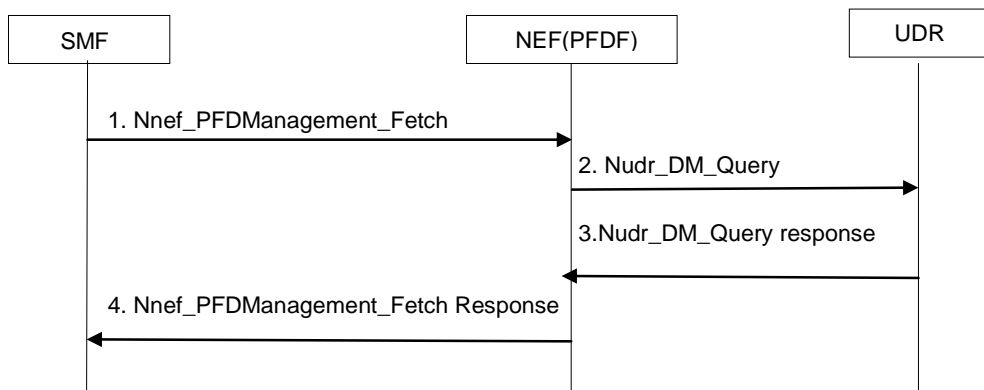 SMF
NEF(PFDF)
UDR
1. Nnef_PFDManagement_Fetch
2. Nudr_DM_Query
3.Nudr_DM_Query response
4. Nnef_PFDManagement_Fetch Response